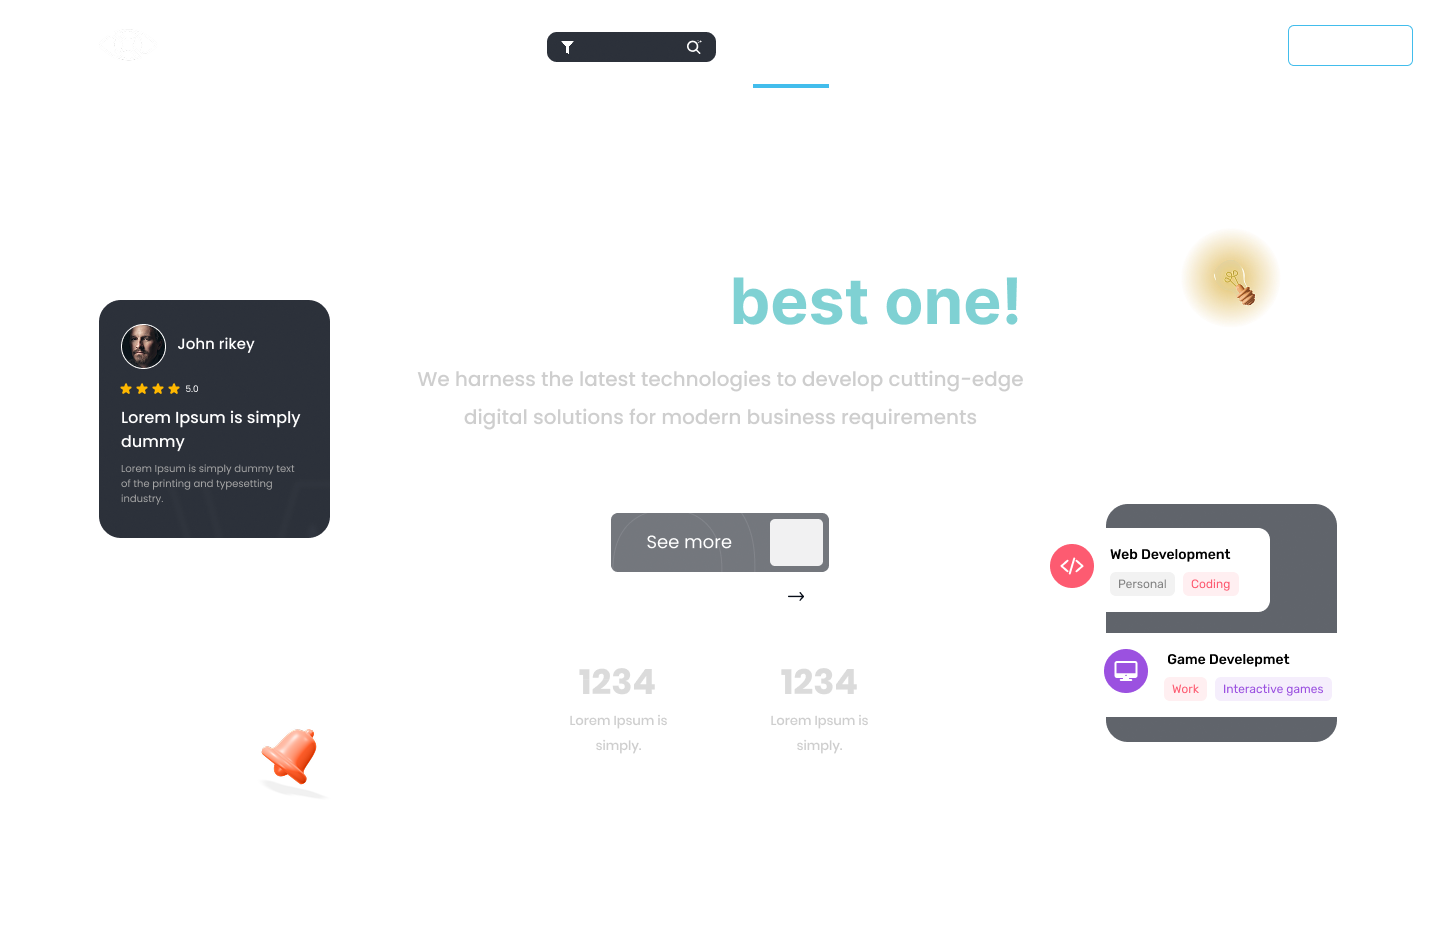 best one!
We harness the latest technologies to develop cutting-edge
digital solutions for modern business requirements
John rikey
5.0
Lorem Ipsum is simply
dummy
Lorem Ipsum is simply dummy text
of the printing and typesetting
industry.
See more
Web Development
Personal Coding
Game Developmet
Work Interactive games
1234
Lorem Ipsum is
simply.
1234
Lorem Ipsum is
simply.